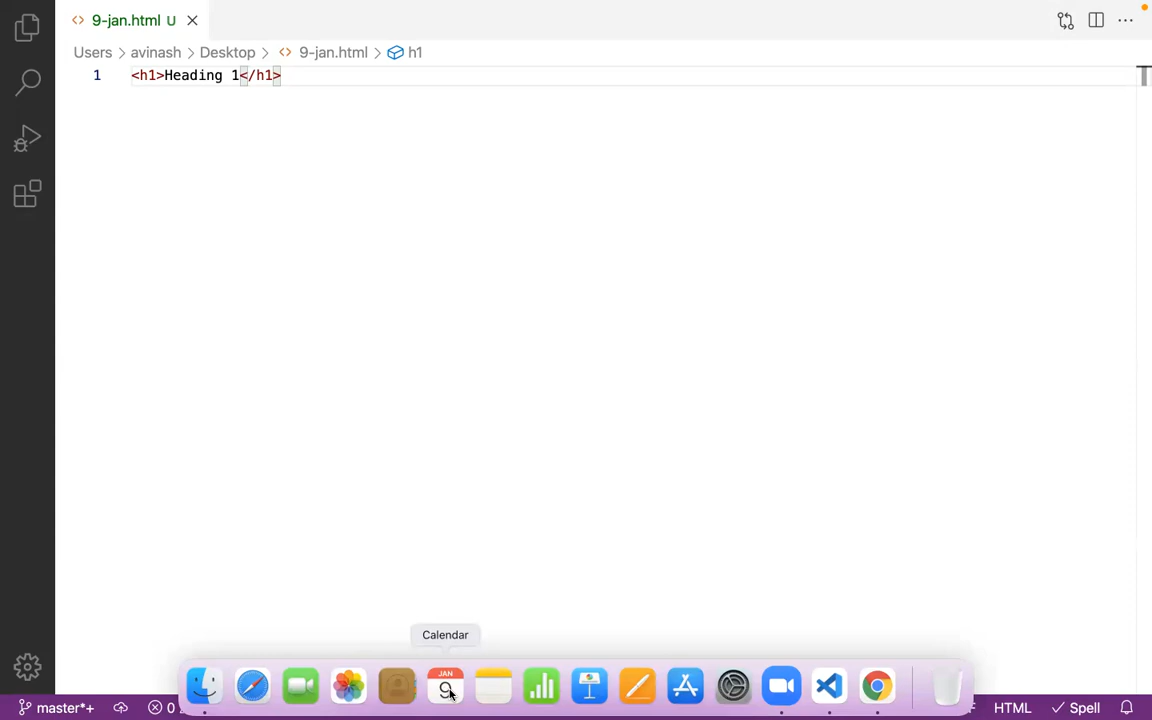 9-jan.html U
Users > avinash > Desktop > 9-jan.html > h1
1 <h1>Heading 1</h1>
Calendar
JAN
9
master*+ 0 HTML Spell